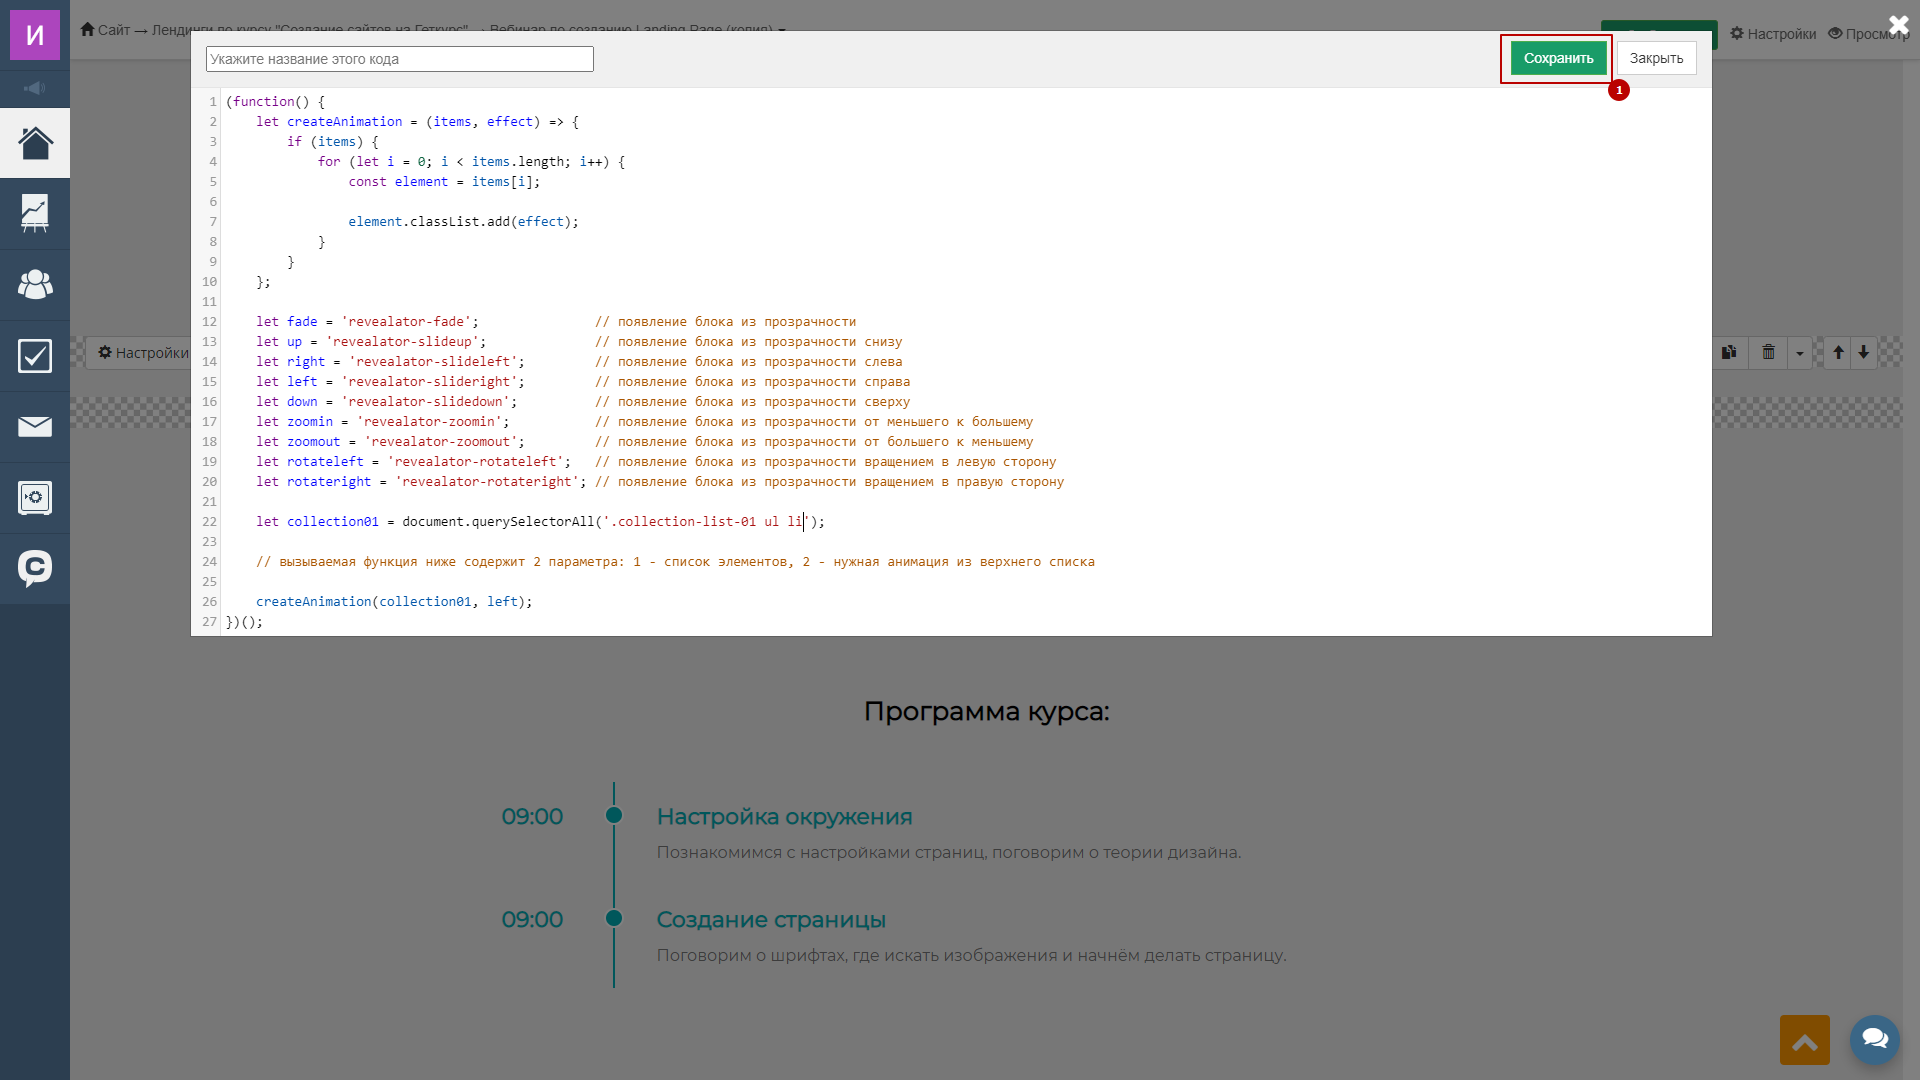 И
Сайт → Лендинги по курсу "Создание сайтов на Геткурс" → Вебинар по созданию Landing Page (копия)
Настройки
Просмотр
Укажите название этого кода
Сохранить
Закрыть
1
1 (function() {
2 let createAnimation = (items, effect) => {
3 if (items) {
4 for (let i = 0; i < items.length; i++) {
5 const element = items[i];
6
7 element.classList.add(effect);
8 }
9 }
10 };
11
12 let fade = 'revealator-fade'; // появление блока из прозрачности
13 let up = 'revealator-slideup'; // появление блока из прозрачности снизу
14 let right = 'revealator-slideleft'; // появление блока из прозрачности слева
15 let left = 'revealator-slideright'; // появление блока из прозрачности справа
16 let down = 'revealator-slidedown'; // появление блока из прозрачности сверху
17 let zoomin = 'revealator-zoomin'; // появление блока из прозрачности от меньшего к большему
18 let zoomout = 'revealator-zoomout'; // появление блока из прозрачности от большего к меньшему
19 let rotateleft = 'revealator-rotateleft'; // появление блока из прозрачности вращением в левую сторону
20 let rotateright = 'revealator-rotateright'; // появление блока из прозрачности вращением в правую сторону
21
22 let collection01 = document.querySelectorAll('.collection-list-01 ul li');
23
24 // вызываемая функция ниже содержит 2 параметра: 1 - список элементов, 2 - нужная анимация из верхнего списка
25
26 createAnimation(collection01, left);
27 })();
Настройки
Программа курса:
09:00
Настройка окружения
Познакомимся с настройками страниц, поговорим о теории дизайна.
09:00
Создание страницы
Поговорим о шрифтах, где искать изображения и начнём делать страницу.